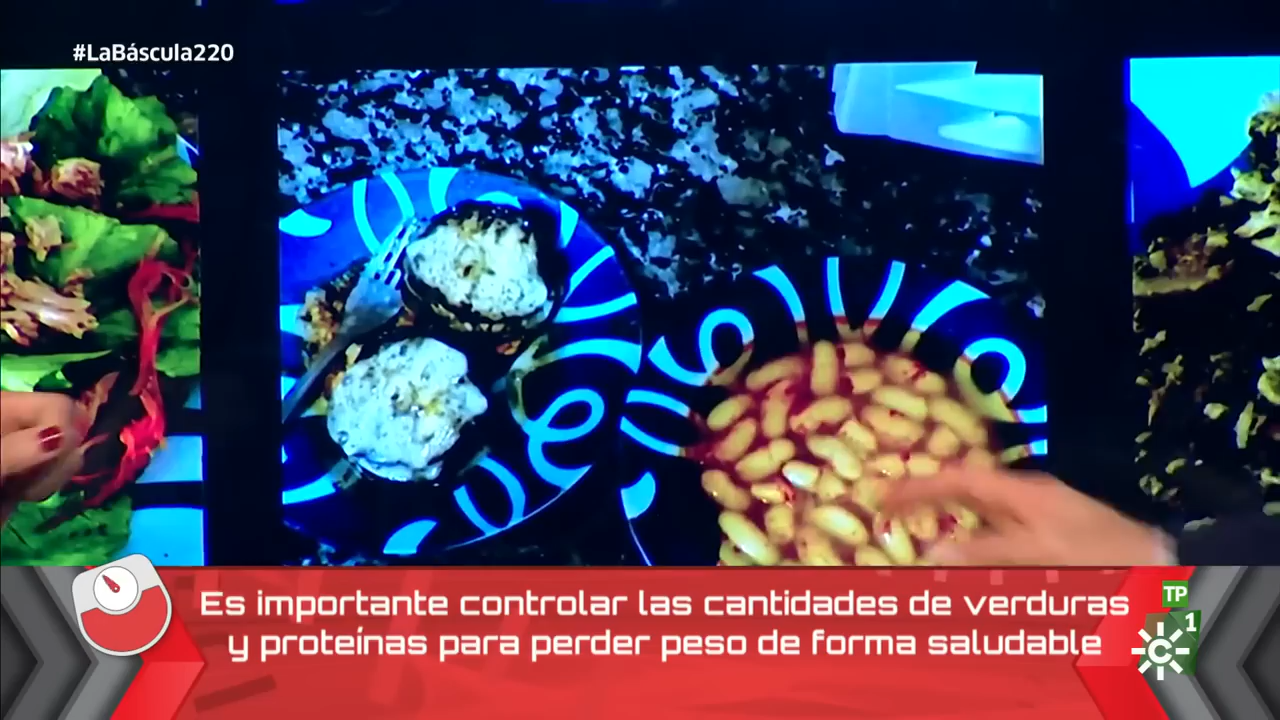 #LaBáscula220
Es importante controlar las cantidades de verduras
y proteínas para perder peso de forma saludable
TP
1